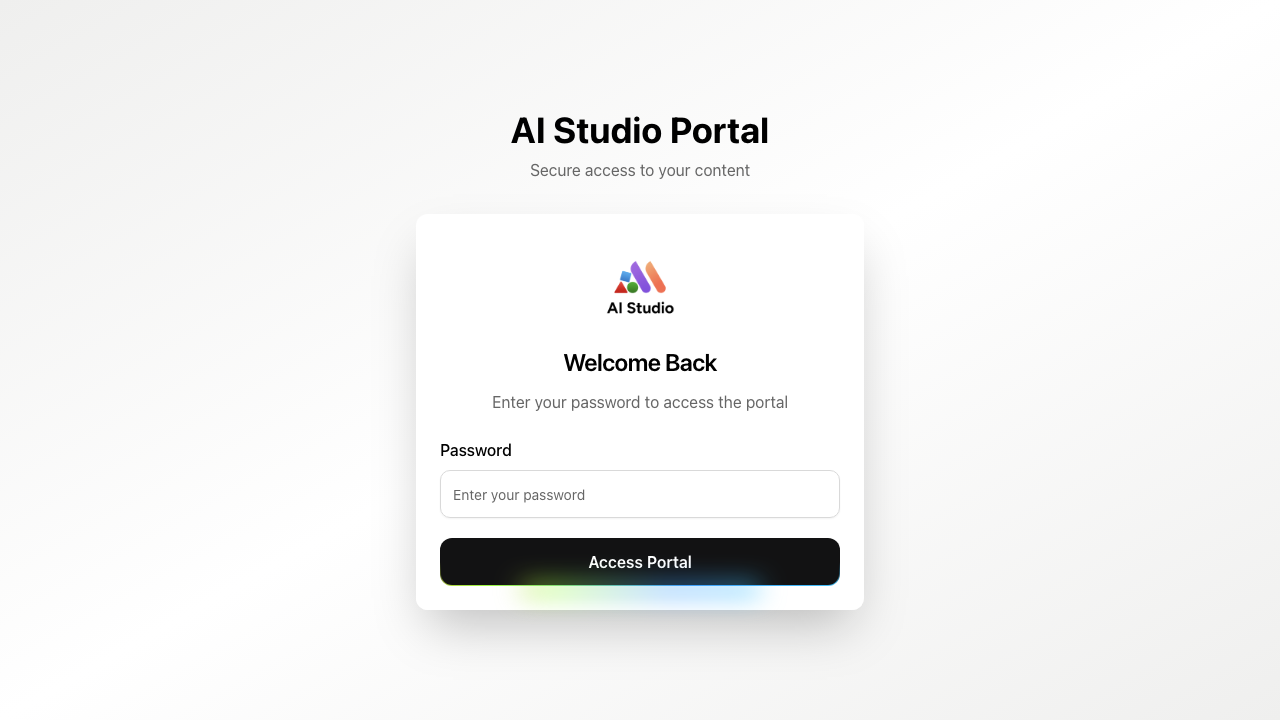 AI Studio Portal
Secure access to your content
AI Studio
Welcome Back
Enter your password to access the portal
Password
Enter your password
Access Portal